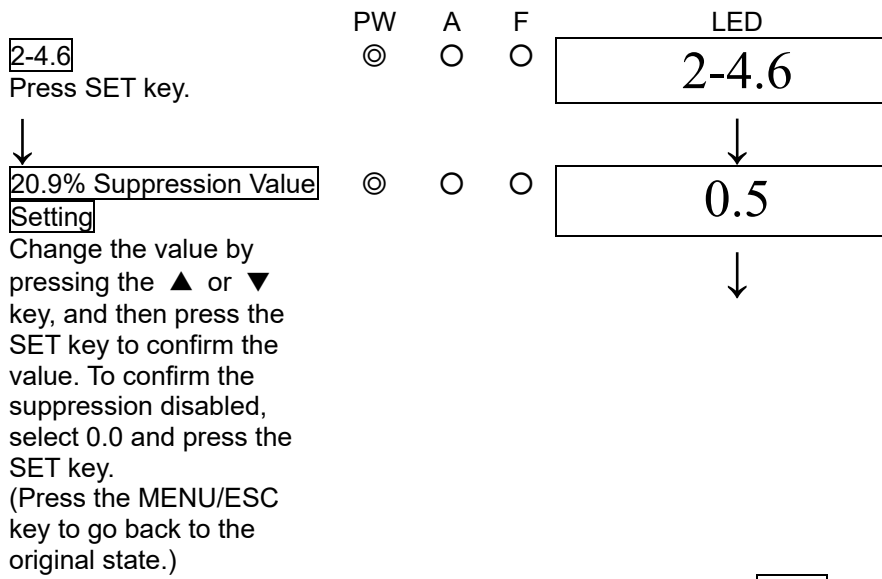 PW A F LED
2-4.6 ◎ ○ ○ 2-4.6
Press SET key.
↓ ↓
20.9% Suppression Value ◎ ○ ○ 0.5
Setting
Change the value by ↓
pressing the ▲ or ▼
key, and then press the
SET key to confirm the
value. To confirm the
suppression disabled,
select 0.0 and press the
SET key.
(Press the MENU/ESC
key to go back to the
original state.)